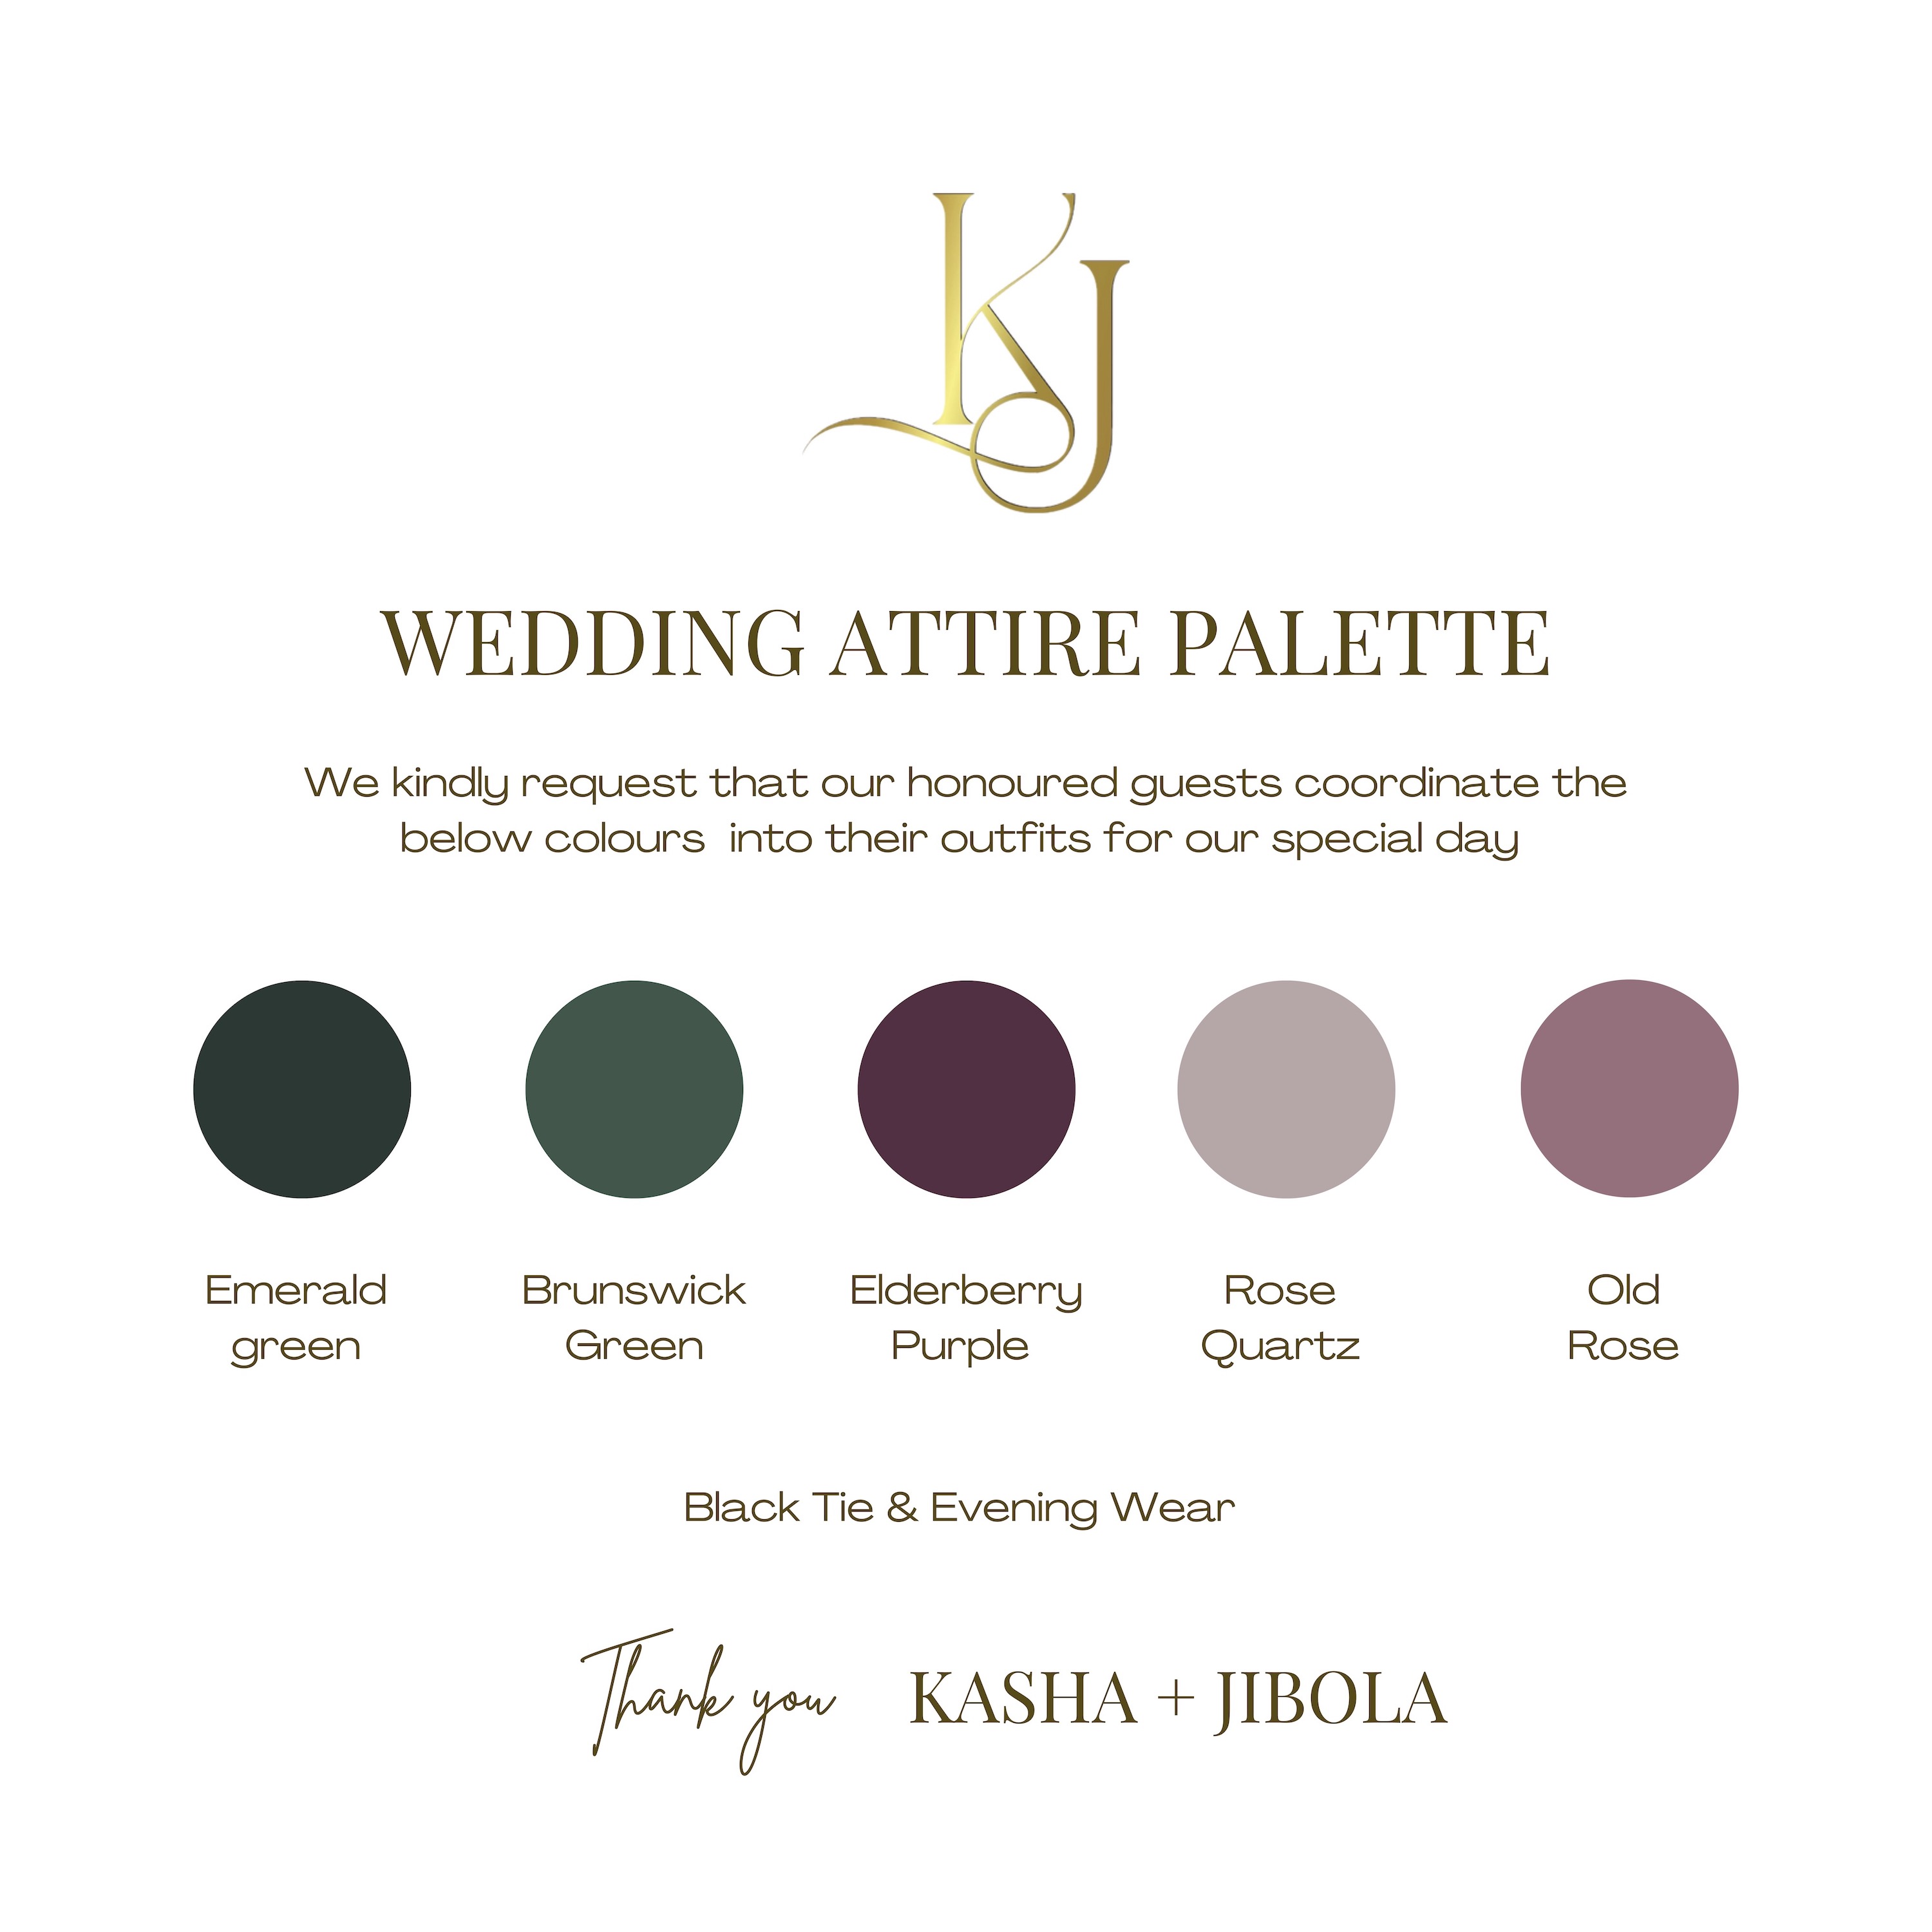 KJ
WEDDING ATTIRE PALETTE
We kindly request that our honoured guests coordinate the
below colours  into their outfits for our special day
Emerald
green
Brunswick
Green
Elderberry
Purple
Rose
Quartz
Old
Rose
Black Tie & Evening Wear
Thank you KASHA + JIBOLA